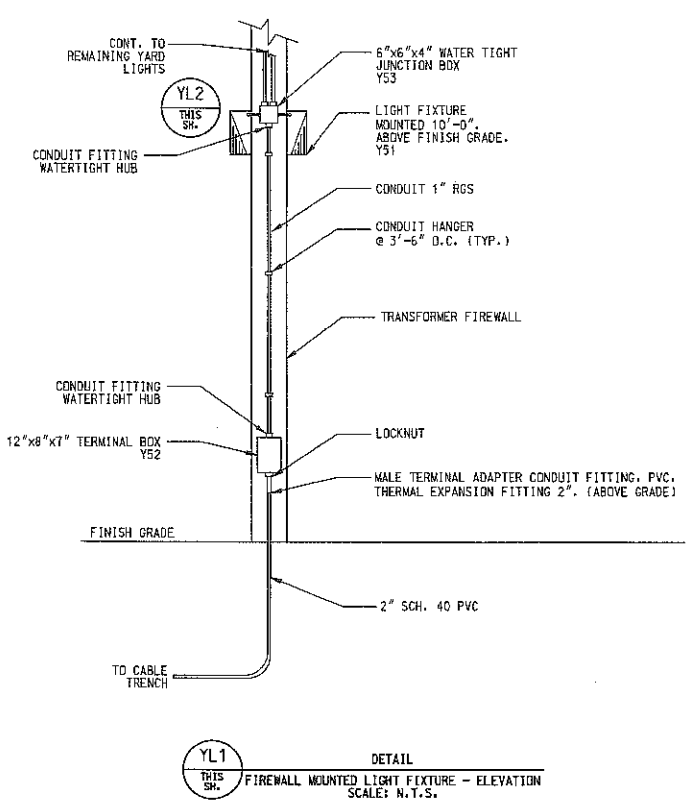 CONT. TO
REMAINING YARD
LIGHTS
YL2
THIS
SH.
6"x6"x4" WATER TIGHT
JUNCTION BOX
Y53
LIGHT FIXTURE
MOUNTED 10'-0".
ABOVE FINISH GRADE.
Y51
CONDUIT FITTING
WATERTIGHT HUB
CONDUIT 1" RGS
CONDUIT HANGER
@ 3'-6" O.C. (TYP.)
TRANSFORMER FIREWALL
CONDUIT FITTING
WATERTIGHT HUB
12"x8"x7" TERMINAL BOX
Y52
LOCKNUT
MALE TERMINAL ADAPTER CONDUIT FITTING. PVC.
THERMAL EXPANSION FITTING 2". (ABOVE GRADE)
FINISH GRADE
2" SCH. 40 PVC
TO CABLE
TRENCH
YL1
THIS
SH.
DETAIL
FIREWALL MOUNTED LIGHT FIXTURE - ELEVATION
SCALE: N.T.S.